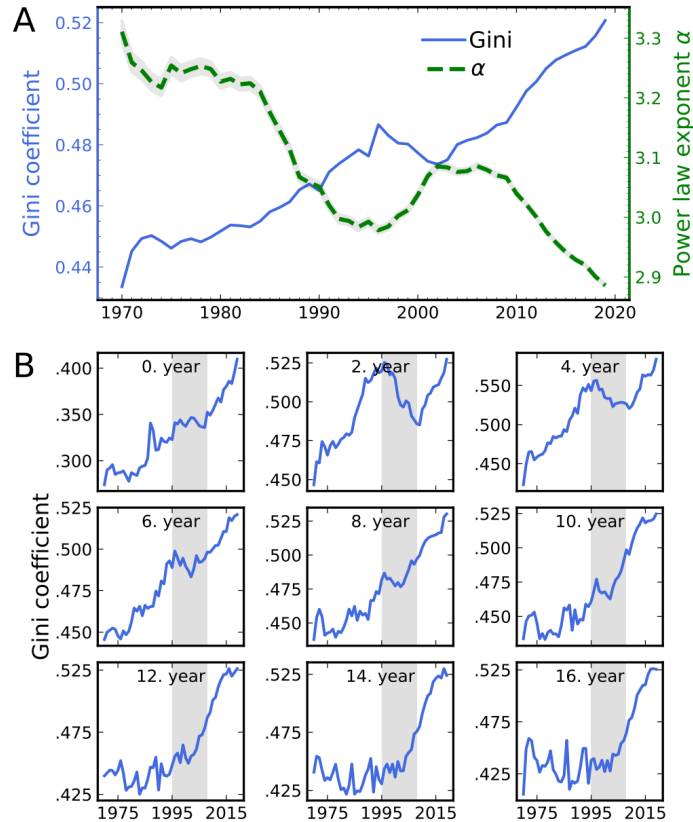 A
0.52
0.50
0.48
0.46
0.44
Gini coefficient
Gini
α
3.3
3.2
3.1
3.0
2.9
Power law exponent α
1970 1980 1990 2000 2010 2020
B
Gini coefficient
0. year
.400
.350
.300
2. year
.525
.500
.475
.450
4. year
.550
.500
.450
6. year
.525
.500
.475
.450
8. year
.525
.500
.475
.450
10. year
.525
.500
.475
.450
12. year
.525
.475
.425
1975 1995 2015
14. year
.525
.475
.425
1975 1995 2015
16. year
.525
.475
.425
1975 1995 2015